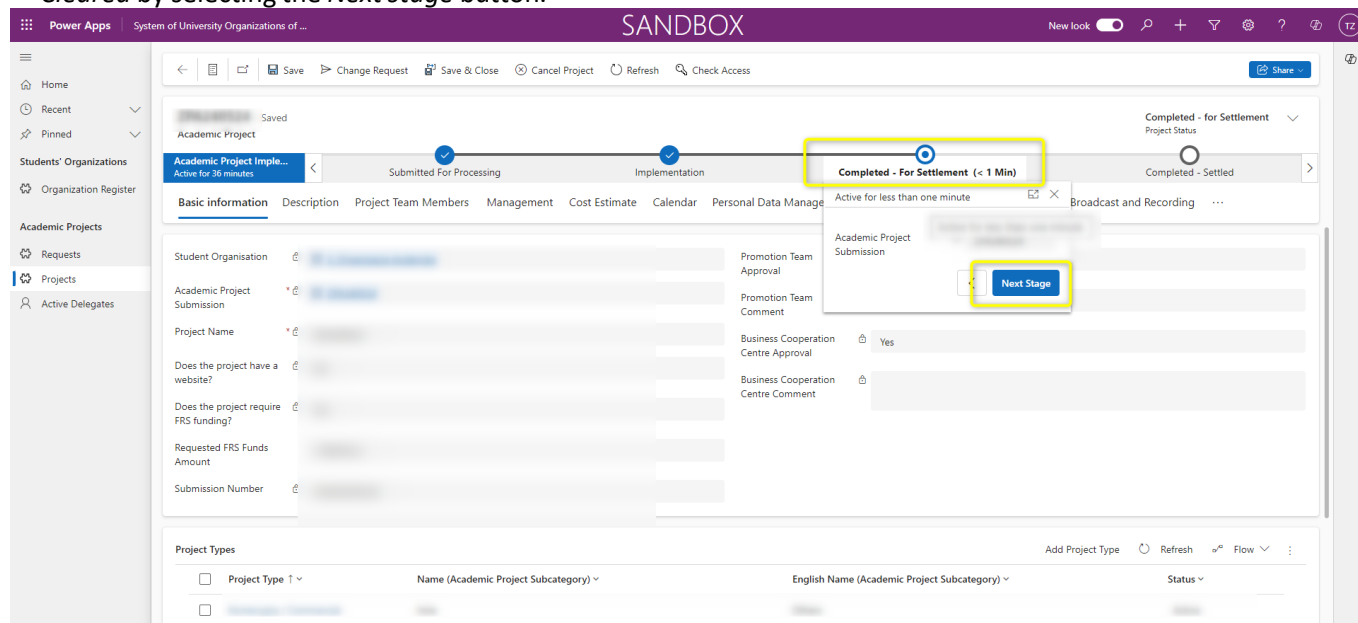 Cleared by selecting the Next stage button.
Power Apps System of University Organizations of ... SANDBOX New look TZ
Save Change Request Save & Close Cancel Project Refresh Check Access Share
Home
Recent
Pinned
Students' Organizations
Organization Register
Academic Projects
Requests
Projects
Active Delegates
Saved
Academic Project
Completed - for Settlement
Project Status
Academic Project Imple...
Active for 36 minutes
Submitted For Processing
Implementation
Completed - For Settlement (< 1 Min)
Completed - Settled
Basic information Description Project Team Members Management Cost Estimate Calendar Personal Data Manage Broadcast and Recording ...
Active for less than one minute
Academic Project
Submission
Next Stage
Student Organisation
Academic Project
Submission *
Project Name *
Does the project have a
website?
Does the project require
FRS funding?
Requested FRS Funds
Amount
Submission Number
Promotion Team
Approval
Promotion Team
Comment
Business Cooperation
Centre Approval
Yes
Business Cooperation
Centre Comment
Project Types
Add Project Type Refresh Flow
Project Type ↑ Name (Academic Project Subcategory) English Name (Academic Project Subcategory) Status